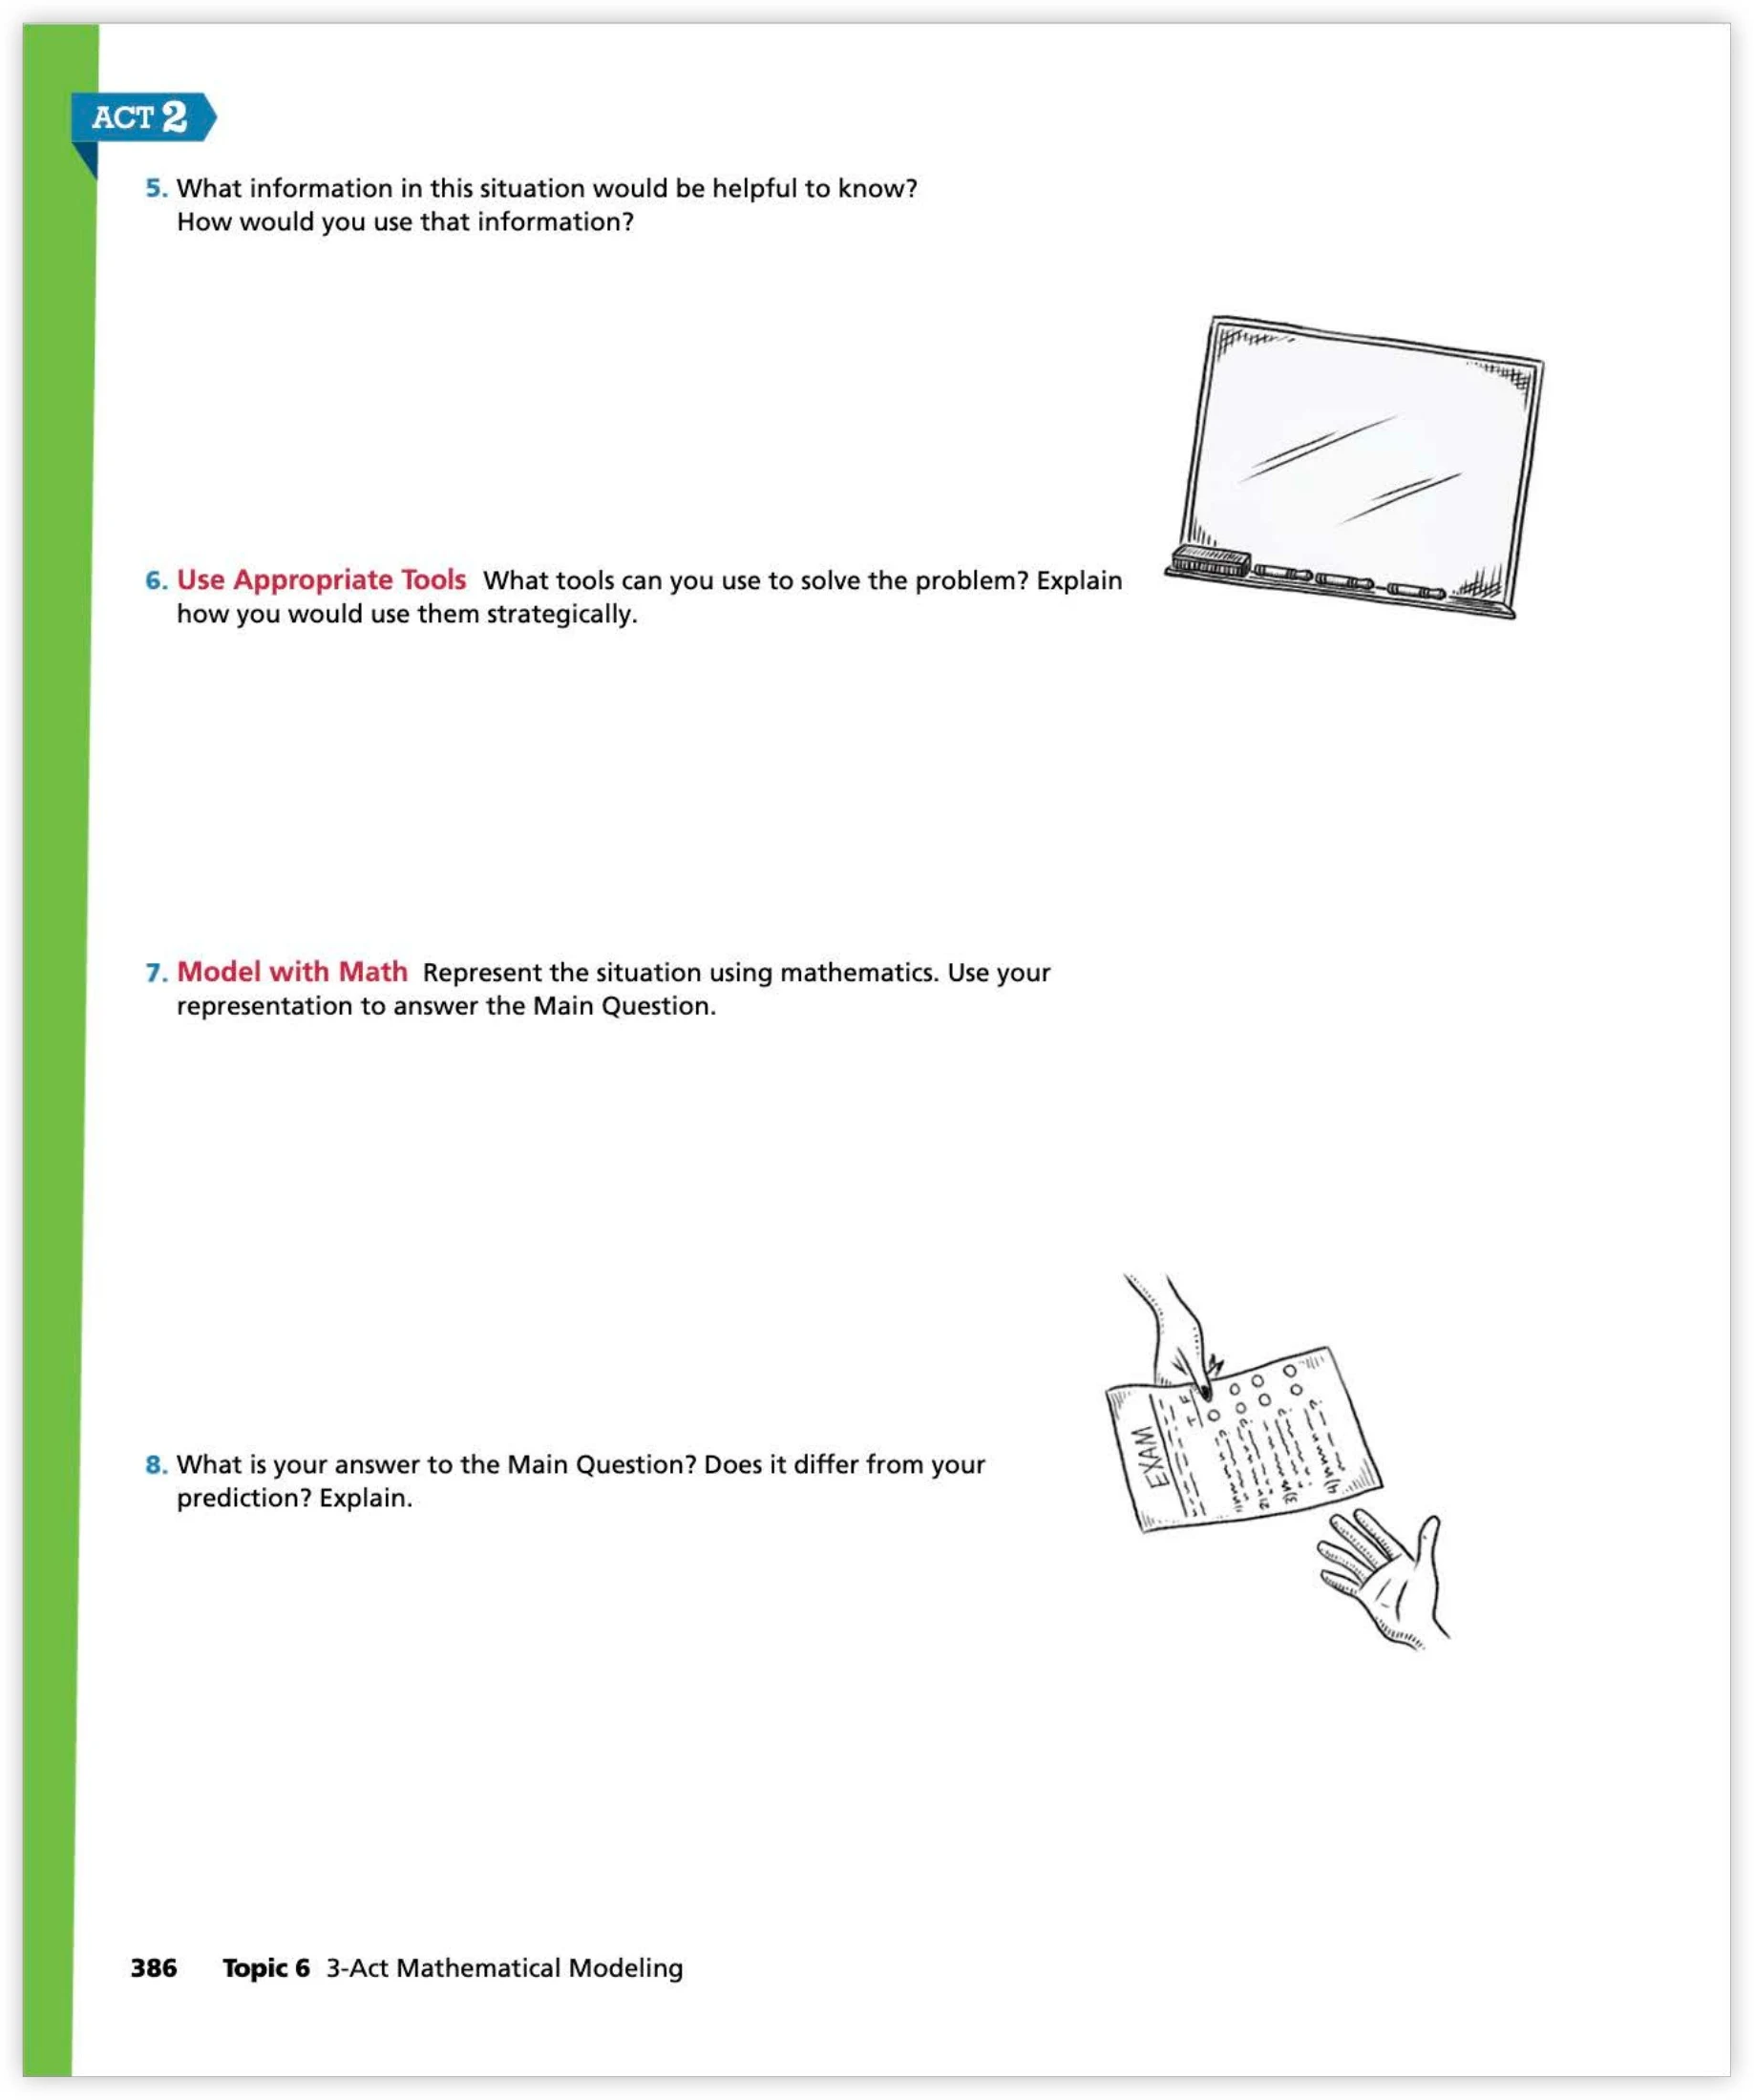 ACT 2
5. What information in this situation would be helpful to know?
How would you use that information?
6. Use Appropriate Tools What tools can you use to solve the problem? Explain
how you would use them strategically.
7. Model with Math Represent the situation using mathematics. Use your
representation to answer the Main Question.
EXAM
T F
1)
2)
3)
4)
8. What is your answer to the Main Question? Does it differ from your
prediction? Explain.
386 Topic 6 3-Act Mathematical Modeling